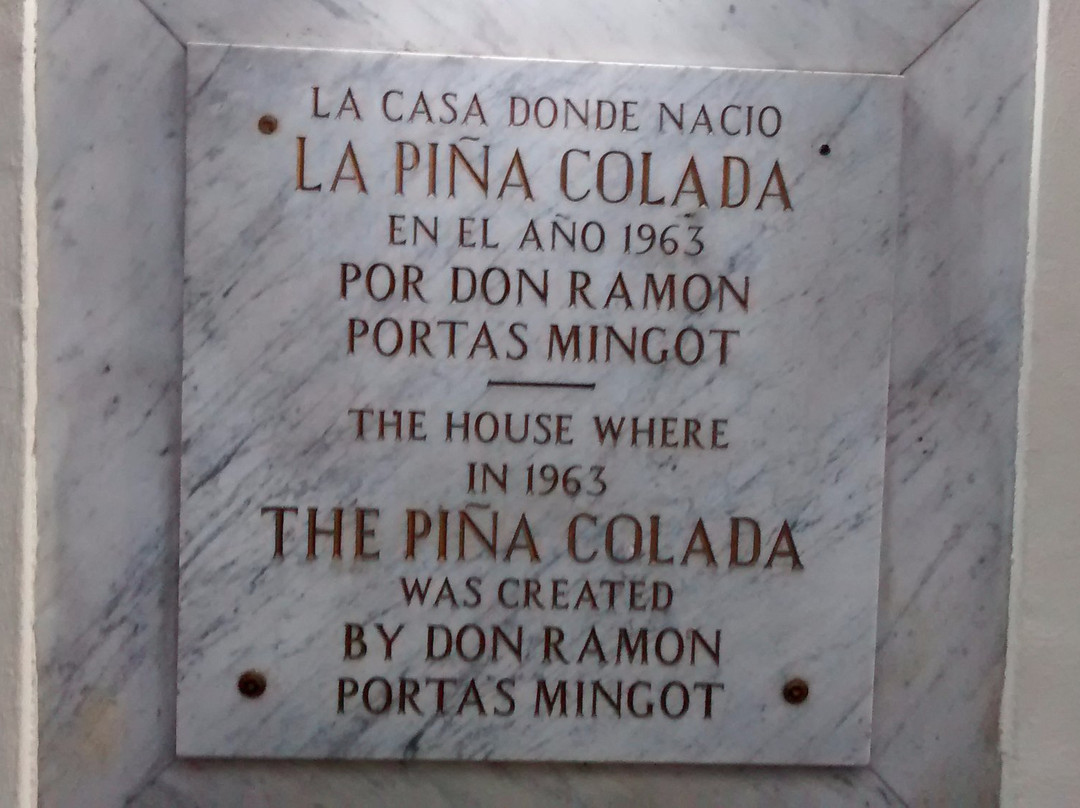 LA CASA DONDE NACIO
LA PIÑA COLADA
EN EL AÑO 1963
POR DON RAMON
PORTAS MINGOT
THE HOUSE WHERE
IN 1963
THE PIÑA COLADA
WAS CREATED
BY DON RAMON
PORTAS MINGOT